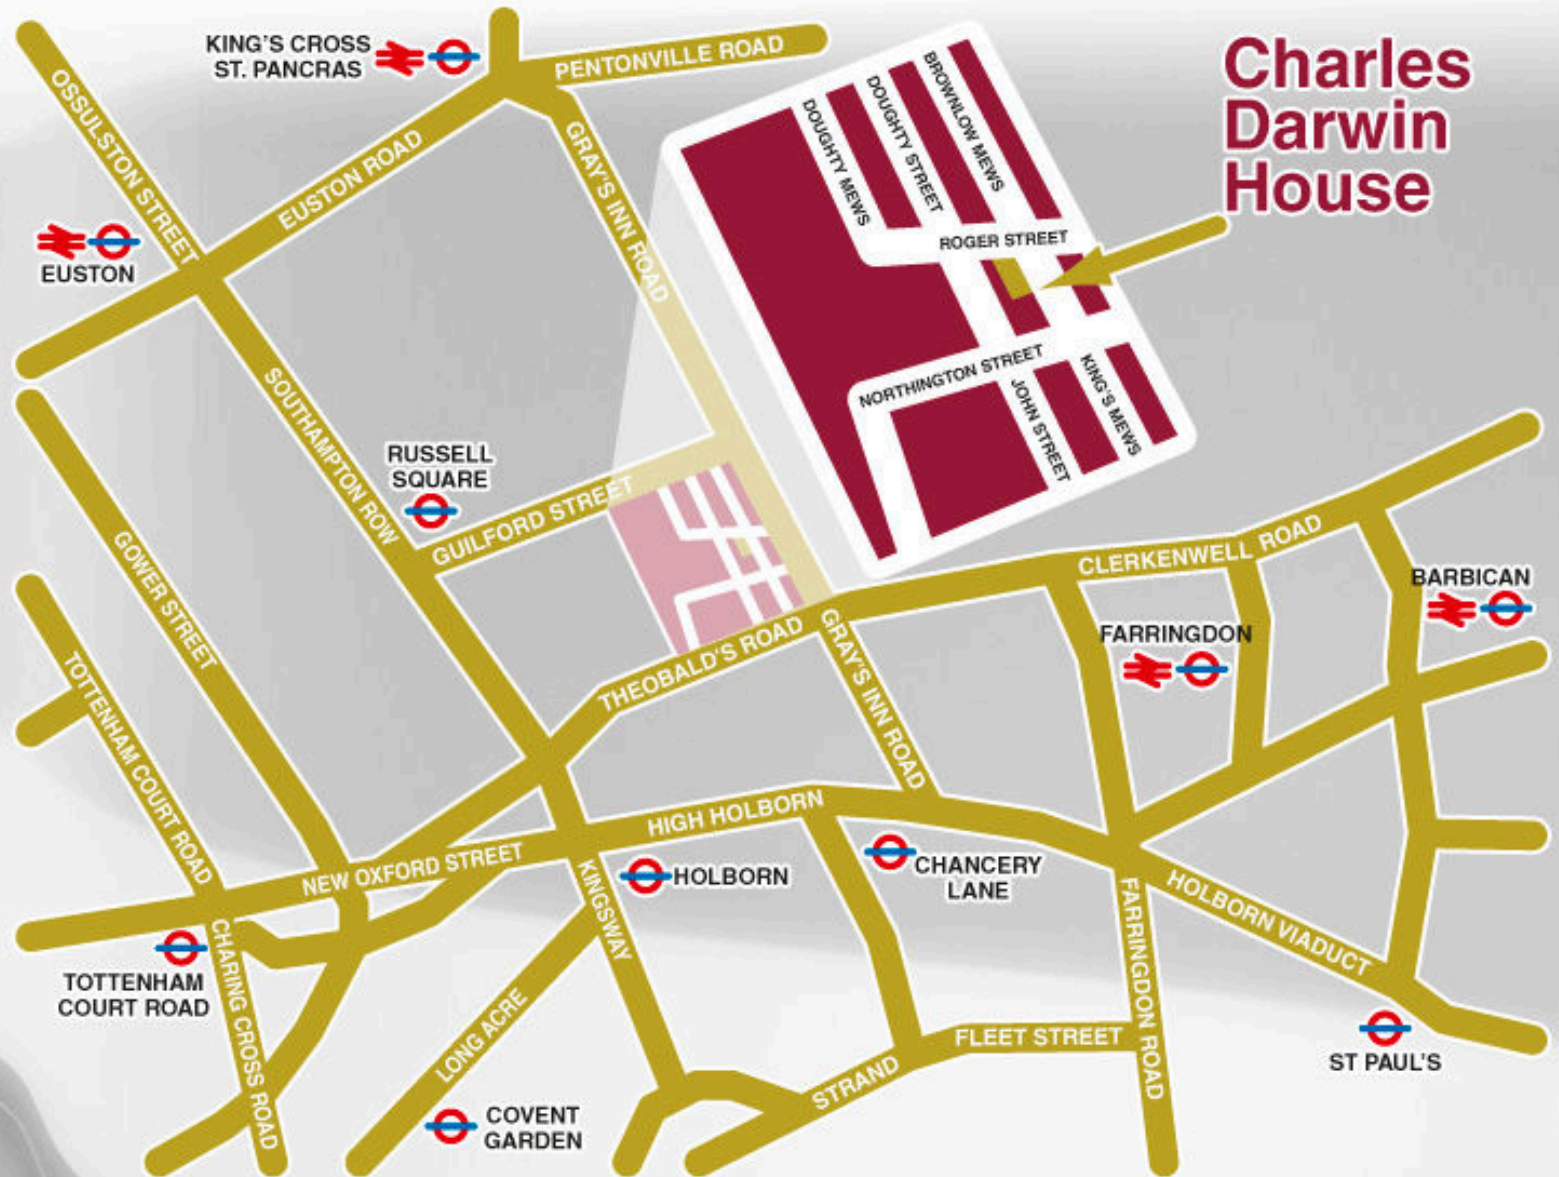 KING'S CROSS
ST. PANCRAS
PENTONVILLE ROAD
Charles
Darwin
House
OSSULSTON STREET
EUSTON ROAD
GRAY'S INN ROAD
DOUGHTY MEWS
DOUGHTY STREET
BROWNLOW MEWS
ROGER STREET
EUSTON
NORTHINGTON STREET
JOHN STREET
KING'S MEWS
SOUTHAMPTON ROW
RUSSELL
SQUARE
GUILFORD STREET
GOWER STREET
CLERKENWELL ROAD
BARBICAN
FARRINGDON
THEOBALD'S ROAD
GRAY'S INN ROAD
TOTTENHAM COURT ROAD
HIGH HOLBORN
NEW OXFORD STREET
HOLBORN
CHANCERY
LANE
KINGSWAY
HOLBORN VIADUCT
FARRINGDON ROAD
TOTTENHAM
COURT ROAD
CHARING CROSS ROAD
LONG ACRE
FLEET STREET
STRAND
ST PAUL'S
COVENT
GARDEN